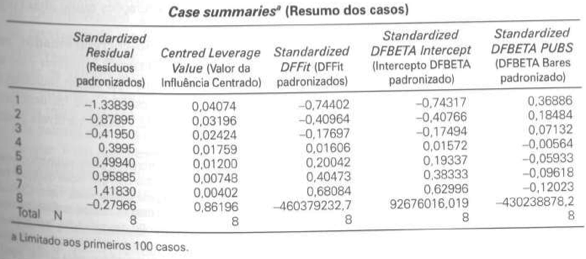 Case summariesª (Resumo dos casos)
Standardized Residual (Resíduos padronizados) Centred Leverage Value (Valor da Influência Centrado) Standardized DFFit (DFFit padronizados) Standardized DFBETA Intercept (Intercepto DFBETA padronizado) Standardized DFBETA PUBS (DFBETA Bares padronizado)
1 -1.33839 0,04074 -0,74402 -0,74317 0,36886
2 -0,87895 0,03196 -0,40964 -0,40766 0,18484
3 -0,41950 0,02424 -0,17697 -0,17494 0,07132
4 0,3995 0,01759 0,01606 0,01572 -0,00564
5 0,49940 0,01200 0,20042 0,19337 -0,05933
6 0,95885 0,00748 0,40473 0,38333 -0,09618
7 1,41830 0,00402 0,68084 0,62996 -0,12023
8 -0,27966 0,86196 -460379232,7 92676016,019 -430238878,2
Total N 8 8 8 8 8
ª Limitado aos primeiros 100 casos.